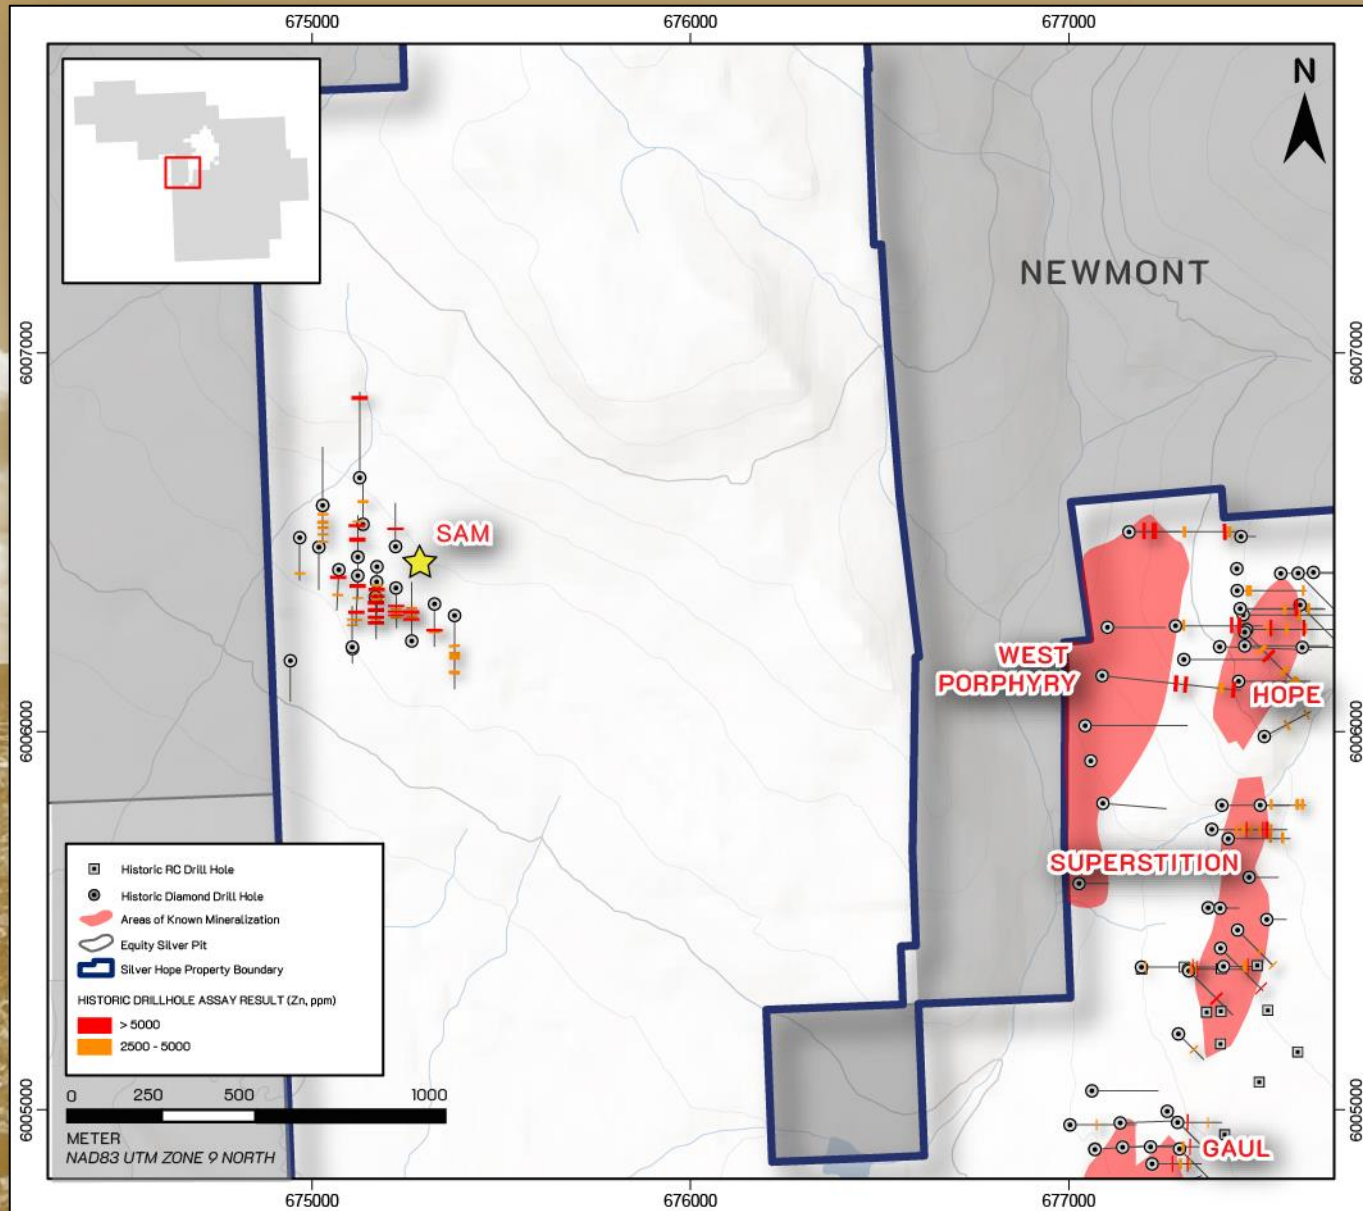 675000
676000
677000
N
NEWMONT
6007000
6007000
SAM
WEST
PORPHYRY
HOPE
6006000
6006000
SUPERSTITION
Historic RC Drill Hole
Historic Diamond Drill Hole
Areas of Known Mineralization
Equity Silver Pit
Silver Hope Property Boundary
HISTORIC DRILLHOLE ASSAY RESULT (Zn, ppm)
> 5000
2500 - 5000
0 250 500 1000
METER
NAD83 UTM ZONE 9 NORTH
6005000
6005000
GAUL
675000
676000
677000